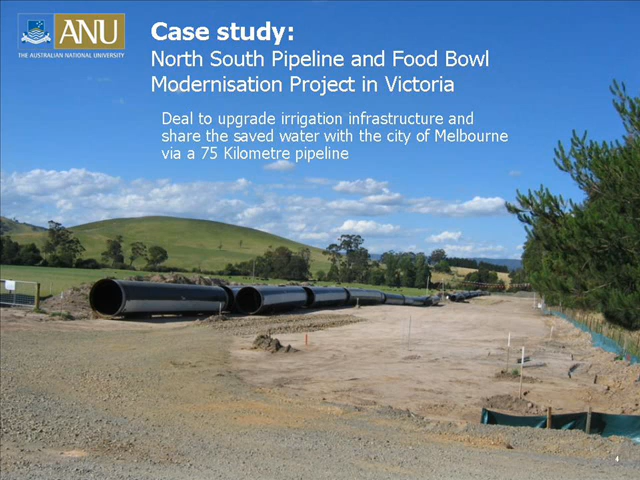 ANU
THE AUSTRALIAN NATIONAL UNIVERSITY
Case study:
North South Pipeline and Food Bowl
Modernisation Project in Victoria
Deal to upgrade irrigation infrastructure and
share the saved water with the city of Melbourne
via a 75 Kilometre pipeline
4